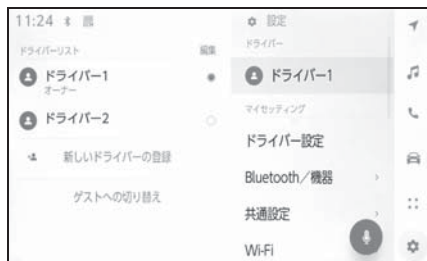 11:24
ドライバーリスト
編集
ドライバー1
オーナー
ドライバー2
新しいドライバーの登録
ゲストへの切り替え
設定
ドライバー
ドライバー1
マイセッティング
ドライバー設定
Bluetooth／機器
共通設定
Wi-Fi